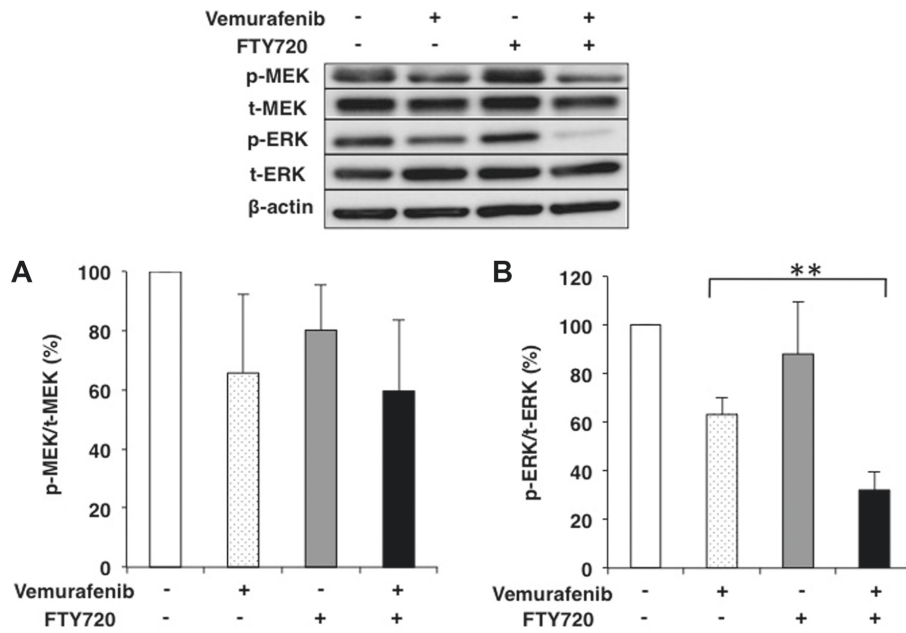 Vemurafenib - + - +
FTY720 - - + +
p-MEK
t-MEK
p-ERK
t-ERK
β-actin
A
p-MEK/t-MEK (%)
100
80
60
40
20
0
Vemurafenib - + - +
FTY720 - - + +
B
p-ERK/t-ERK (%)
120
100
80
60
40
20
0
**
Vemurafenib - + - +
FTY720 - - + +